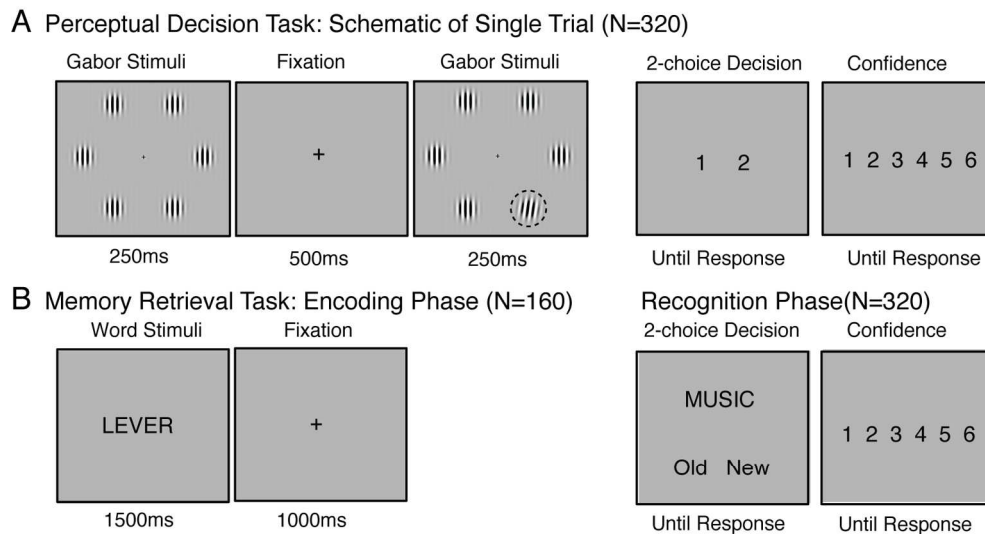 A Perceptual Decision Task: Schematic of Single Trial (N=320)
Gabor Stimuli Fixation Gabor Stimuli 2-choice Decision Confidence
+
1 2
1 2 3 4 5 6
250ms 500ms 250ms Until Response Until Response
B Memory Retrieval Task: Encoding Phase (N=160) Recognition Phase(N=320)
Word Stimuli Fixation 2-choice Decision Confidence
LEVER
+
MUSIC
Old New
1 2 3 4 5 6
1500ms 1000ms Until Response Until Response